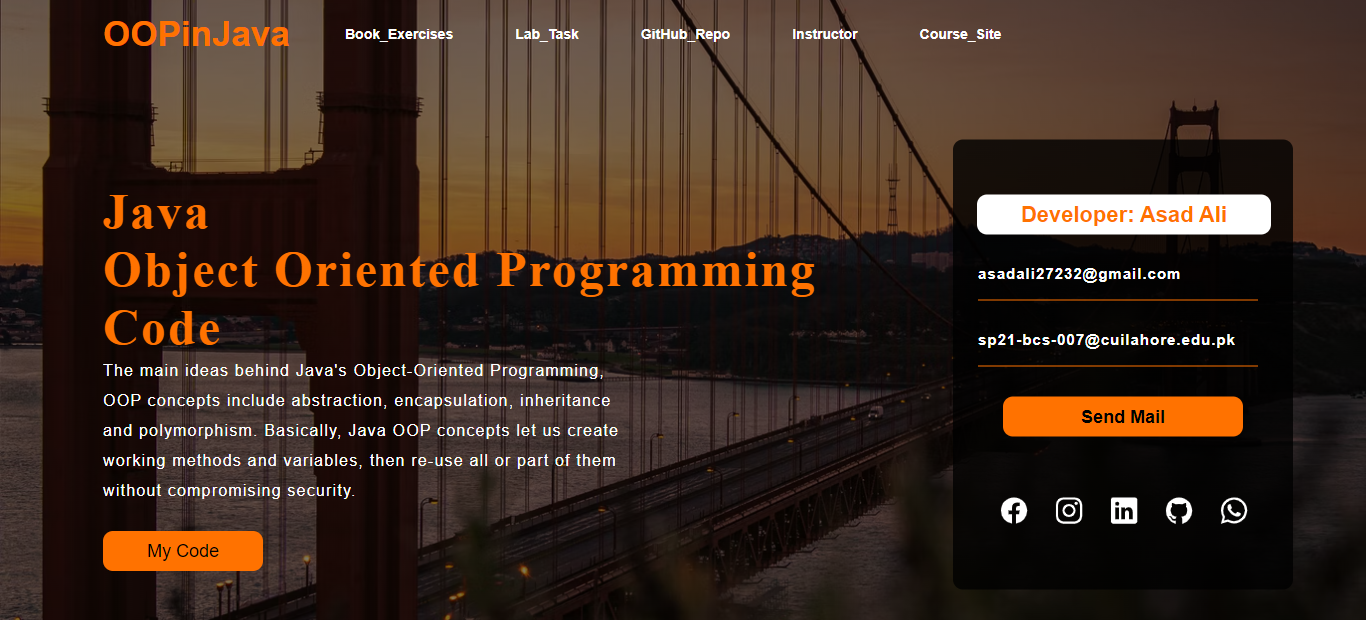 OOPinJava
Book_Exercises
Lab_Task
GitHub_Repo
Instructor
Course_Site
Java
Object Oriented Programming
Code
The main ideas behind Java's Object-Oriented Programming,
OOP concepts include abstraction, encapsulation, inheritance
and polymorphism. Basically, Java OOP concepts let us create
working methods and variables, then re-use all or part of them
without compromising security.
My Code
Developer: Asad Ali
asadali27232@gmail.com
sp21-bcs-007@cuilahore.edu.pk
Send Mail